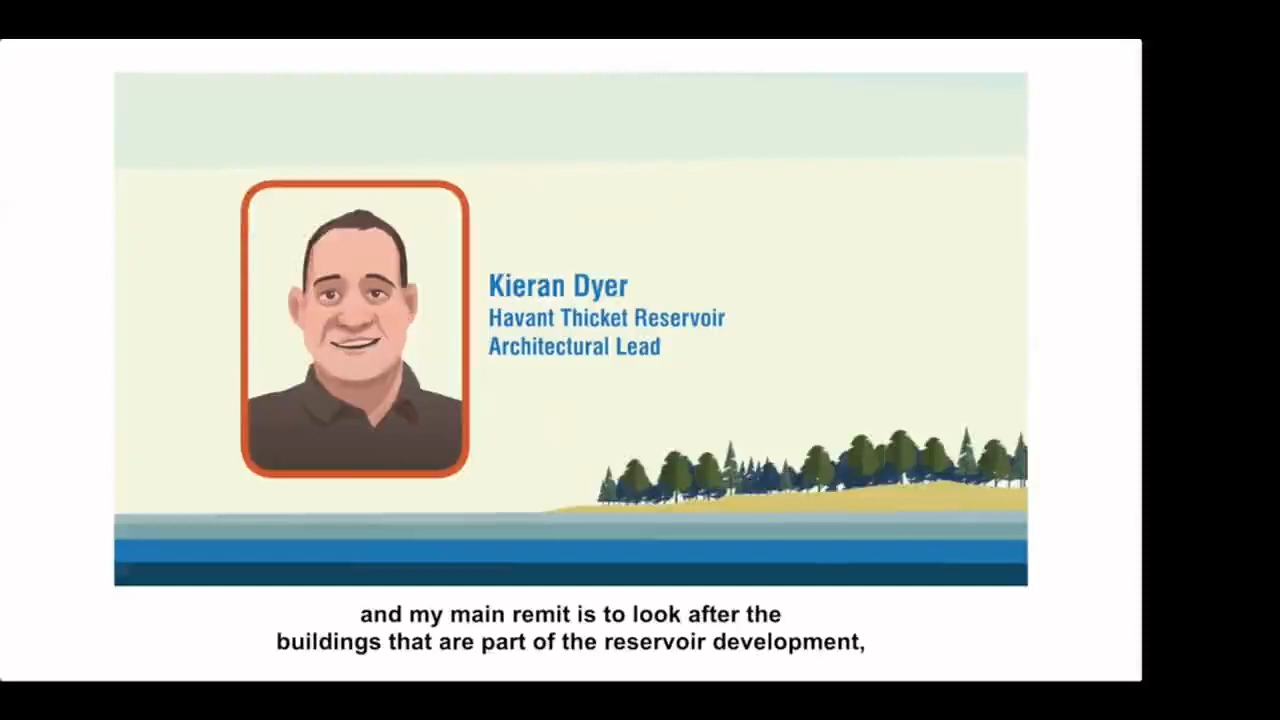 Kieran Dyer
Havant Thicket Reservoir
Architectural Lead
and my main remit is to look after the
buildings that are part of the reservoir development,